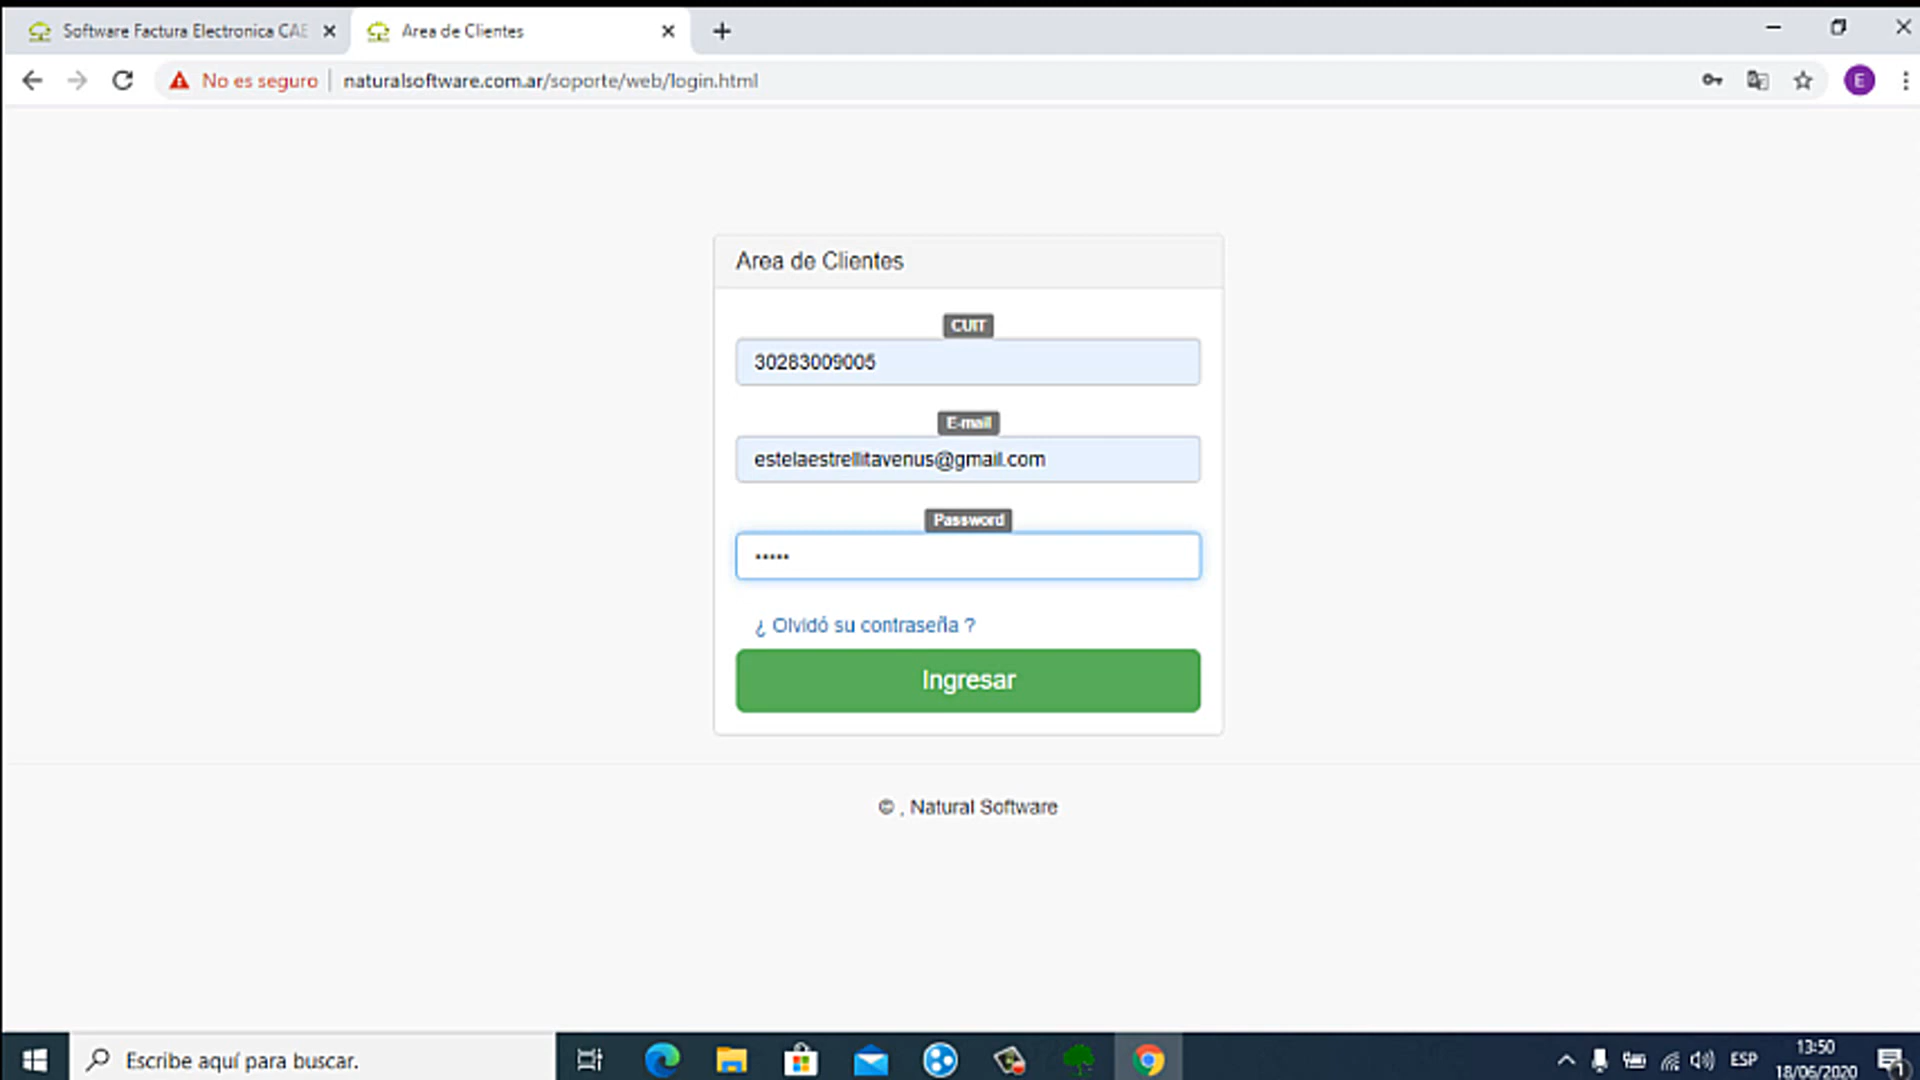 Software Factura Electronica CAE
Area de Clientes
No es seguro
naturalsoftware.com.ar/soporte/web/login.html
E
Area de Clientes
CUIT
30283009005
E-mail
estelaestrellitavenus@gmail.com
Password
•••••
¿ Olvidó su contraseña ?
Ingresar
© , Natural Software
Escribe aquí para buscar.
ESP
13:50
18/06/2020
1